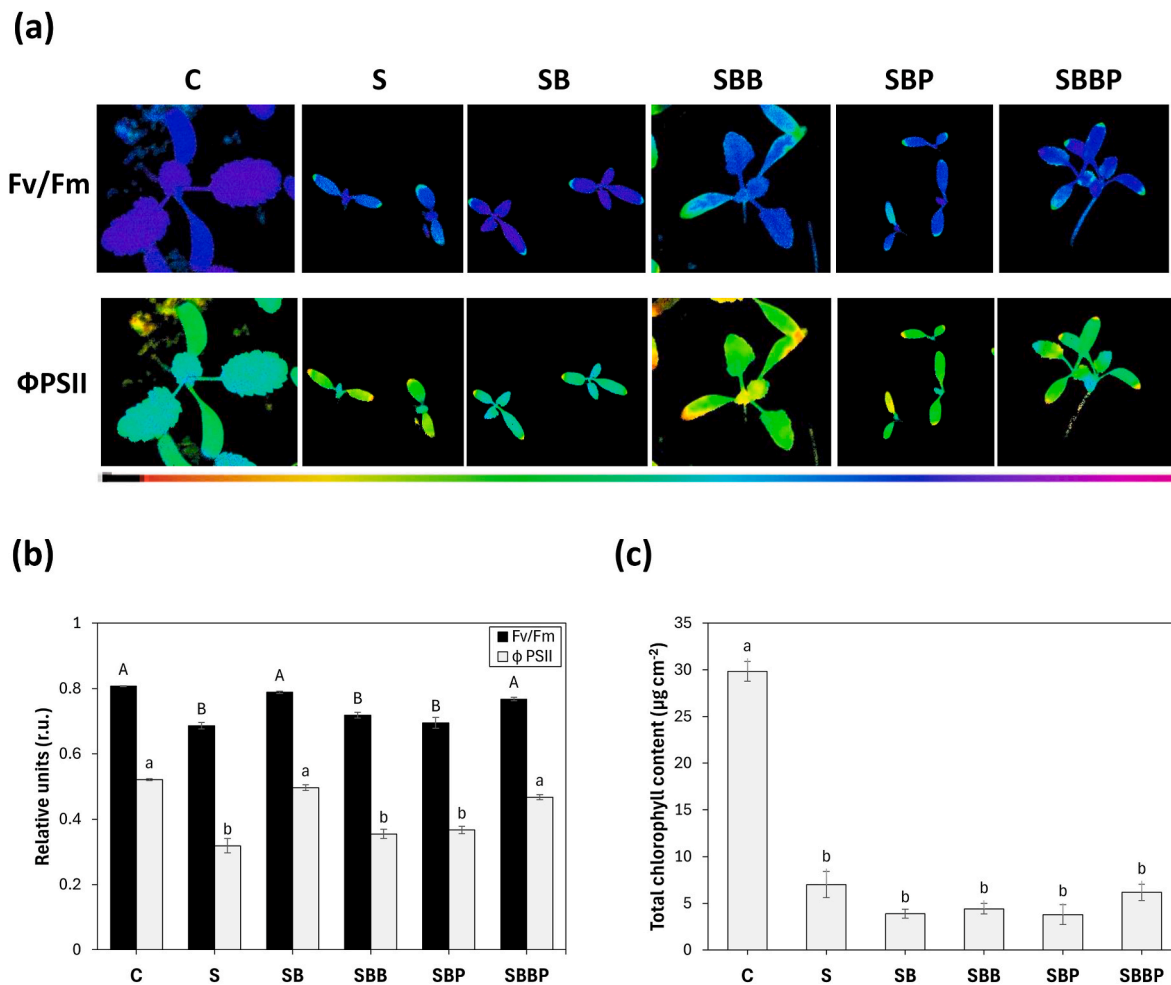 (a)
C S SB SBB SBP SBBP
Fv/Fm
ΦPSII
(b)
1
0.8
0.6
0.4
0.2
0
Relative units (r.u.)
Fv/Fm
ϕ PSII
A B A B B A
a b a b b a
C S SB SBB SBP SBBP
(c)
35
30
25
20
15
10
5
0
Total chlorophyll content (µg cm⁻²)
a b b b b b
C S SB SBB SBP SBBP